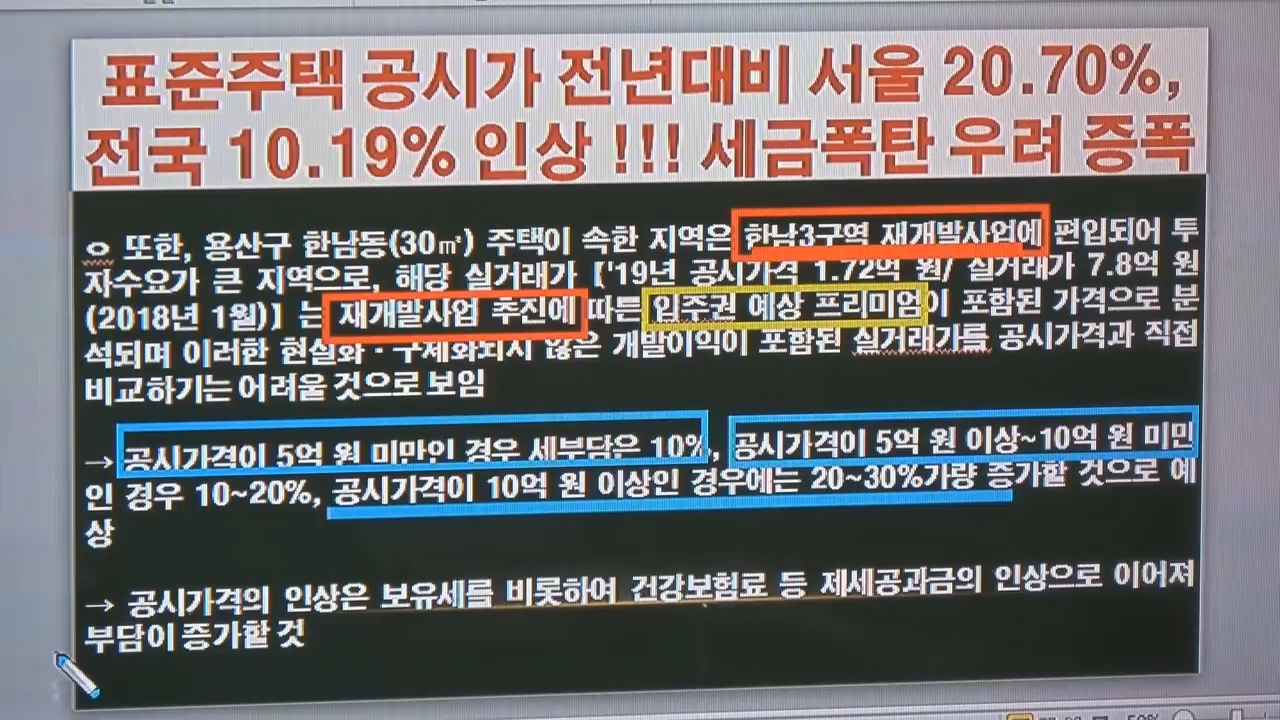 표준주택 공시가 전년대비 서울 20.70%,
전국 10.19% 인상 !!! 세금폭탄 우려 증폭
ㅇ 또한, 용산구 한남동(30㎡) 주택이 속한 지역은 한남3구역 재개발사업에 편입되어 투
자수요가 큰 지역으로, 해당 실거래가【'19년 공시가격 1.72억 원/ 실거래가 7.8억 원
(2018년 1월)】는 재개발사업 추진에 따른 입주권 예상 프리미엄이 포함된 가격으로 분
석되며 이러한 현실화·구체화되지 않은 개발이익이 포함된 실거래가를 공시가격과 직접
비교하기는 어려울 것으로 보임
→ 공시가격이 5억 원 미만인 경우 세부담은 10%, 공시가격이 5억 원 이상~10억 원 미만
인 경우 10~20%, 공시가격이 10억 원 이상인 경우에는 20~30%가량 증가할 것으로 예
상
→ 공시가격의 인상은 보유세를 비롯하여 건강보험료 등 제세공과금의 인상으로 이어져
부담이 증가할 것